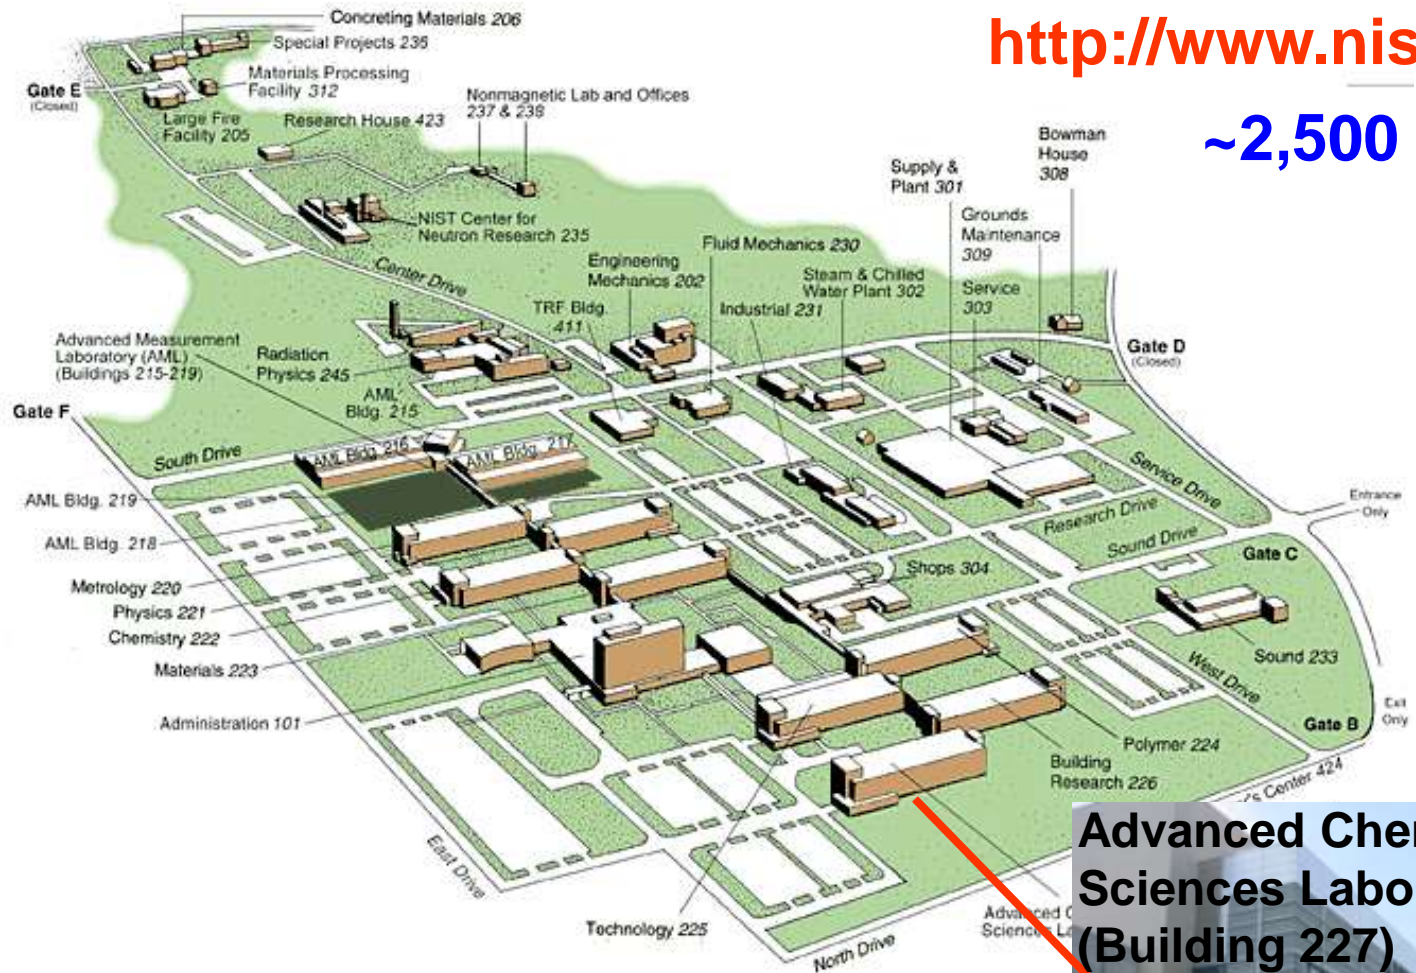 http://www.nis
~2,500
Concreting Materials 206
Special Projects 236
Materials Processing
Facility 312
Gate E
(Closed)
Large Fire
Facility 205
Research House 423
Nonmagnetic Lab and Offices
237 & 238
Bowman
House
308
Supply &
Plant 301
Grounds
Maintenance
309
NIST Center for
Neutron Research 235
Fluid Mechanics 230
Engineering
Mechanics 202
Steam & Chilled
Water Plant 302
Service
303
Center Drive
TRF Bldg.
411
Industrial 231
Advanced Measurement
Laboratory (AML)
(Buildings 215-219)
Radiation
Physics 245
AML
Bldg. 215
Gate D
(Closed)
Gate F
South Drive
AML Bldg. 216
AML Bldg. 217
Service Drive
AML Bldg. 219
Entrance
Only
Research Drive
AML Bldg. 218
Sound Drive
Gate C
Metrology 220
Shops 304
Physics 221
Chemistry 222
Materials 223
Sound 233
West Drive
Administration 101
Exit
Only
Gate B
Polymer 224
Building
Research 226
's Center 424
East Drive
Advanced Cher
Sciences Labo
(Building 227)
Advanced C
Sciences La
Technology 225
North Drive